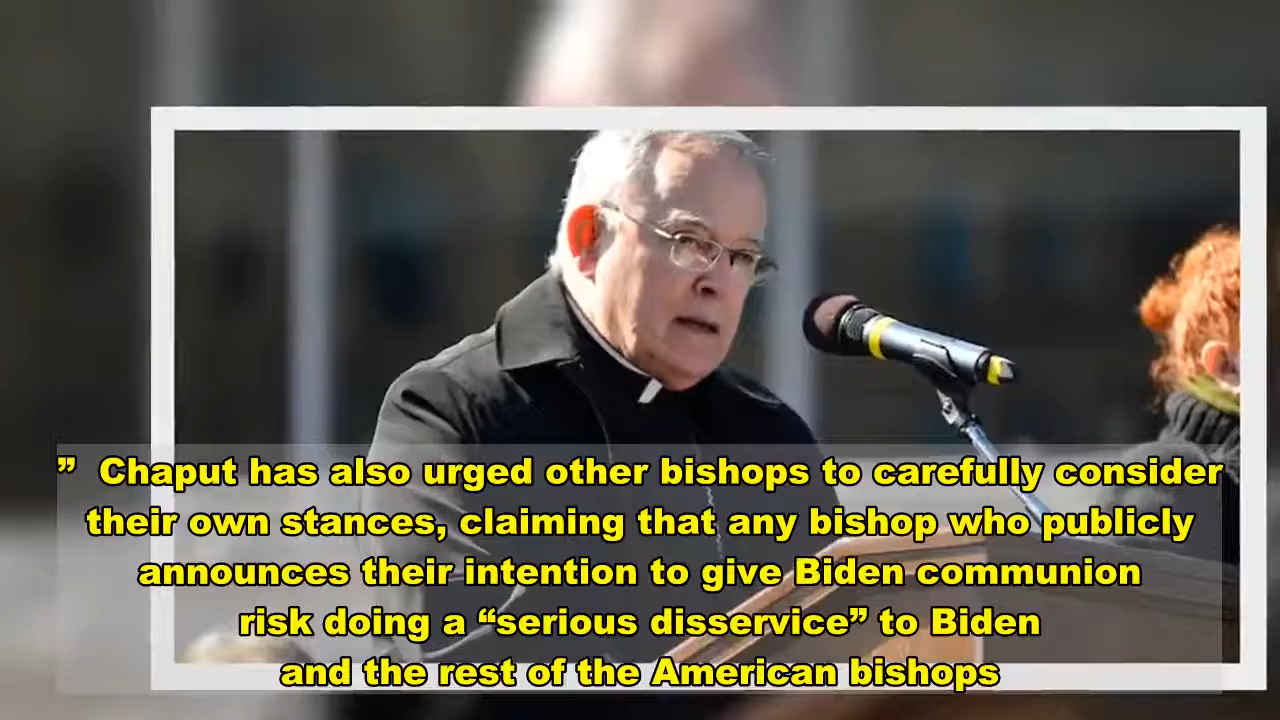 ”  Chaput has also urged other bishops to carefully consider
their own stances, claiming that any bishop who publicly
announces their intention to give Biden communion
risk doing a “serious disservice” to Biden
and the rest of the American bishops